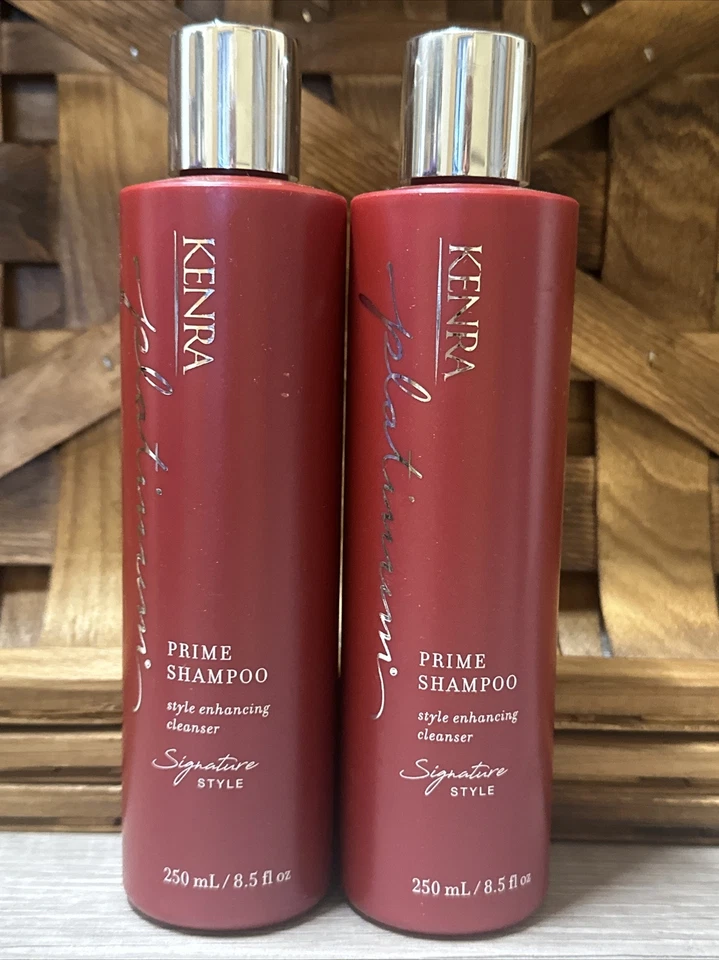 KENRA
platinum®
PRIME
SHAMPOO
style enhancing
cleanser
Signature
STYLE
250 mL / 8.5 fl oz
KENRA
platinum®
PRIME
SHAMPOO
style enhancing
cleanser
Signature
STYLE
250 mL / 8.5 fl oz